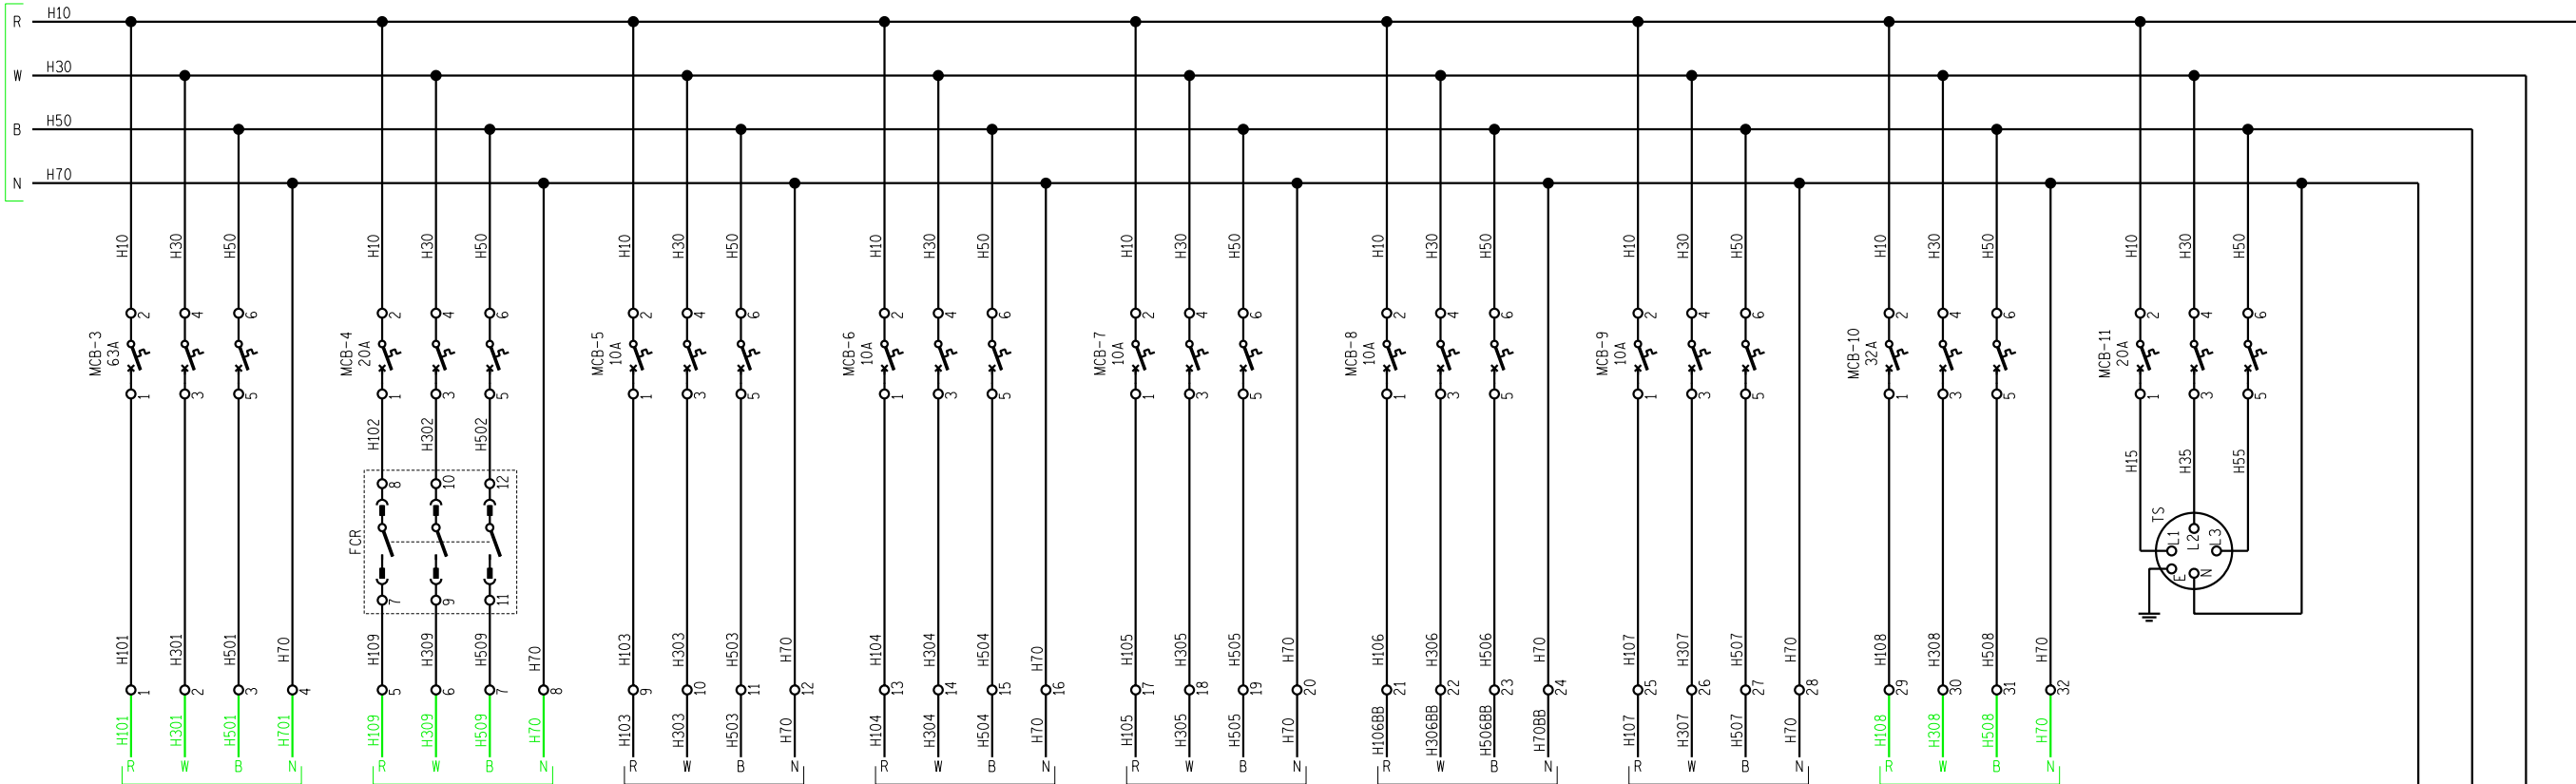 R H10
W H30
B H50
N H70
H10 H30 H50 H10 H30 H50 H10 H30 H50 H10 H30 H50 H10 H30 H50 H10 H30 H50 H10 H30 H50 H10 H30 H50 H10 H30 H50
2 4 6 2 4 6 2 4 6 2 4 6 2 4 6 2 4 6 2 4 6 2 4 6 2 4 6
MCB-3
63A
MCB-4
20A
MCB-5
10A
MCB-6
10A
MCB-7
10A
MCB-8
10A
MCB-9
10A
MCB-10
32A
MCB-11
20A
1 3 5 1 3 5 1 3 5 1 3 5 1 3 5 1 3 5 1 3 5 1 3 5 1 3 5
H102 H302 H502
H15 H35 H55
8 10 12
FCR
7 9 11
TS
L1 L2 L3
E N
H101 H301 H501 H70 H109 H309 H509 H70 H103 H303 H503 H70 H104 H304 H504 H70 H105 H305 H505 H70 H106 H306 H506 H70 H107 H307 H507 H70 H108 H308 H508 H70
1 2 3 4 5 6 7 8 9 10 11 12 13 14 15 16 17 18 19 20 21 22 23 24 25 26 27 28 29 30 31 32
H101 H301 H501 H701 H109 H309 H509 H70 H103 H303 H503 H70 H104 H304 H504 H70 H105 H305 H505 H70 H106BB H306BB H506BB H70BB H107 H307 H507 H70 H108 H308 H508 H70
R W B N R W B N R W B N R W B N R W B N R W B N R W B N R W B N